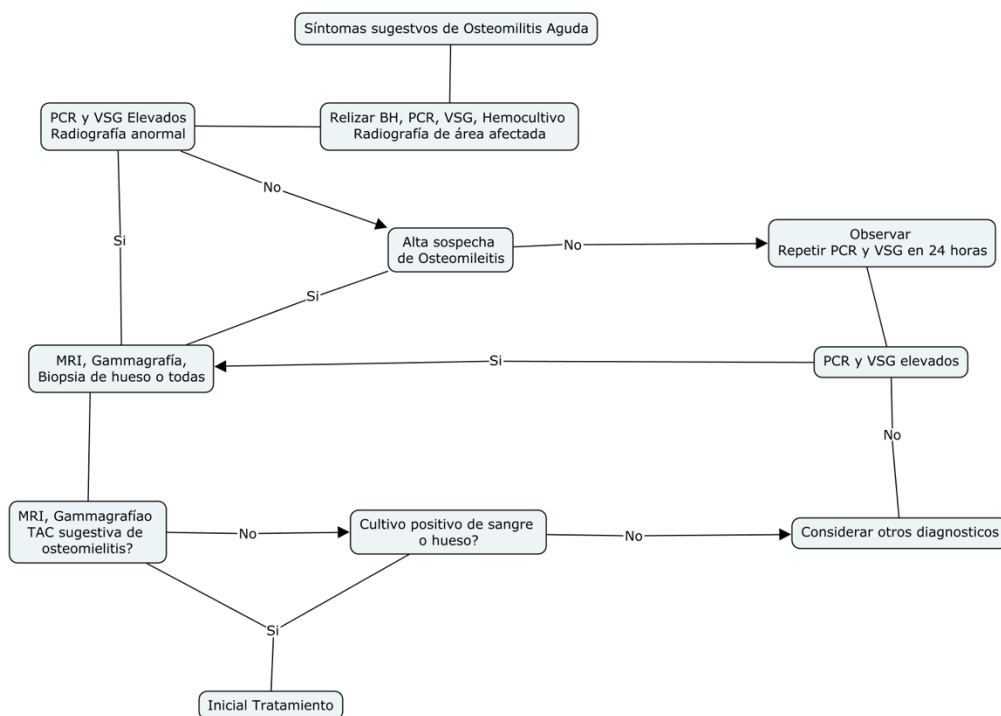 Síntomas sugestvos de Osteomilitis Aguda
PCR y VSG Elevados
Radiografía anormal
Relizar BH, PCR, VSG, Hemocultivo
Radiografía de área afectada
No
Si
Alta sospecha
de Osteomileitis
No
Observar
Repetir PCR y VSG en 24 horas
Si
MRI, Gammagrafía,
Biopsia de hueso o todas
Si
PCR y VSG elevados
No
MRI, Gammagrafíao
TAC sugestiva de
osteomielitis?
No
Cultivo positivo de sangre
o hueso?
No
Considerar otros diagnosticos
Si
Inicial Tratamiento